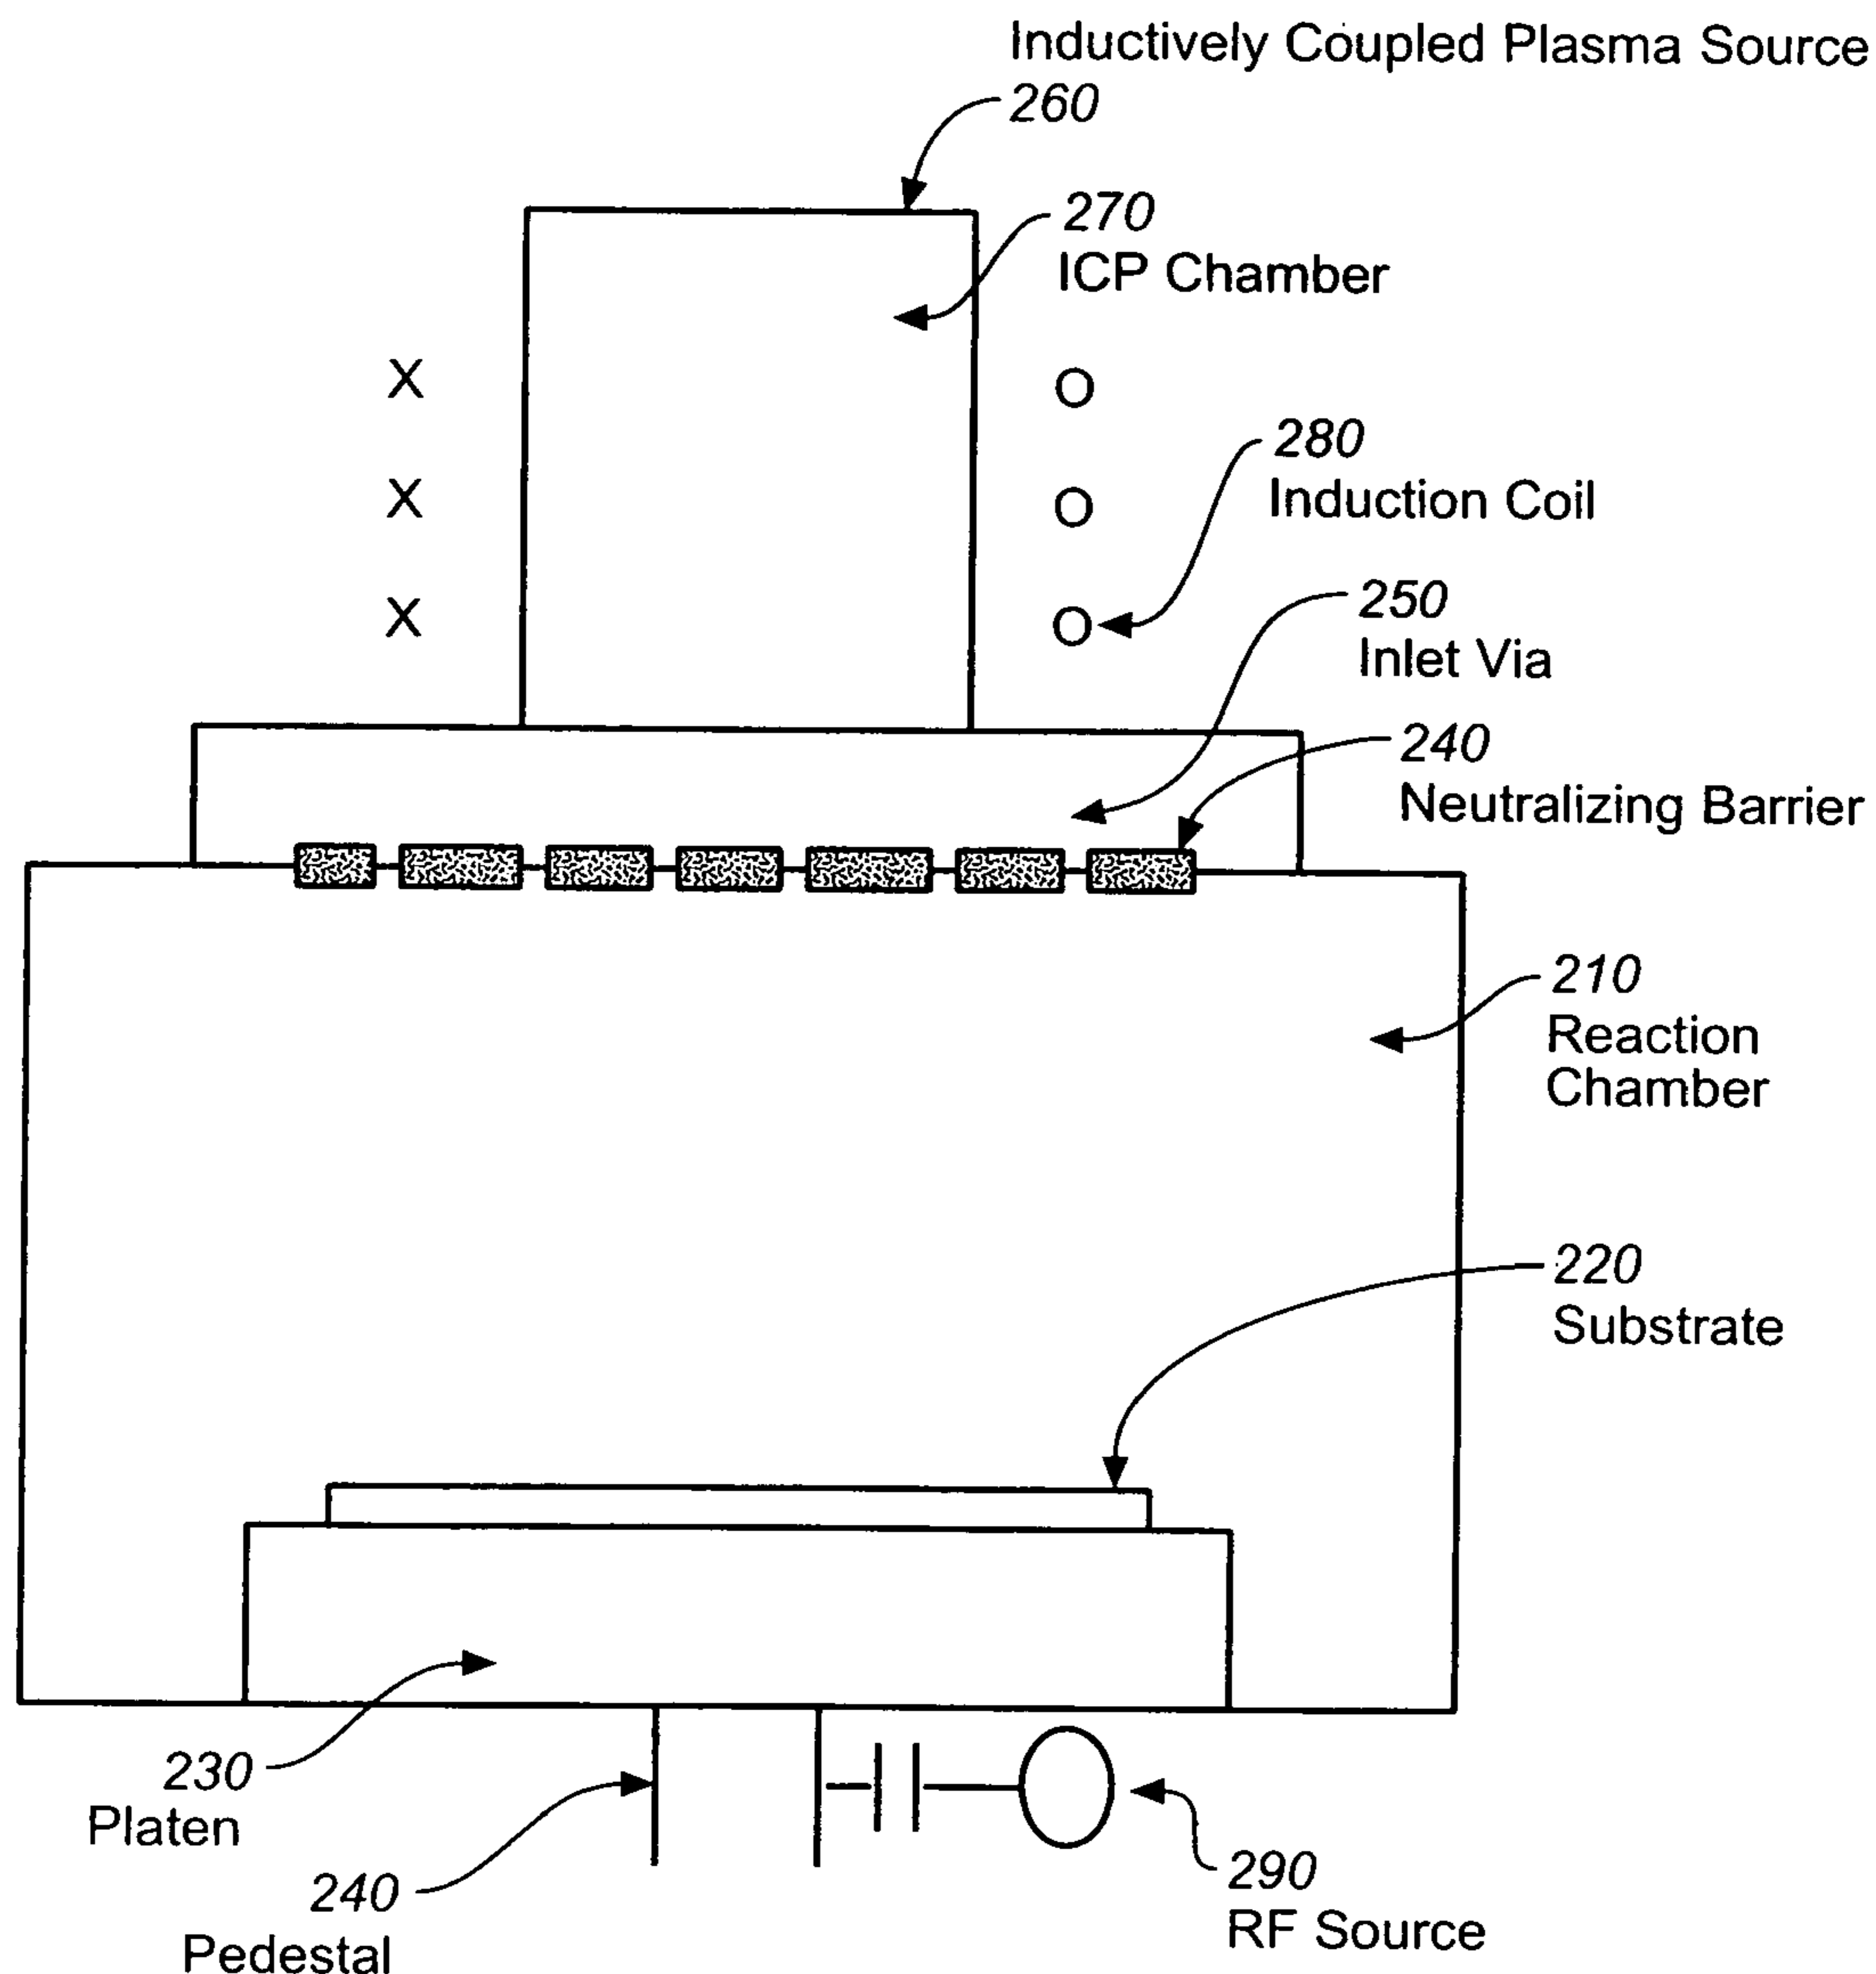 Inductively Coupled Plasma Source
260
270
ICP Chamber
X
O
280
Induction Coil
X
O
250
Inlet Via
X
O
240
Neutralizing Barrier
210
Reaction
Chamber
220
Substrate
230
Platen
240
Pedestal
290
RF Source